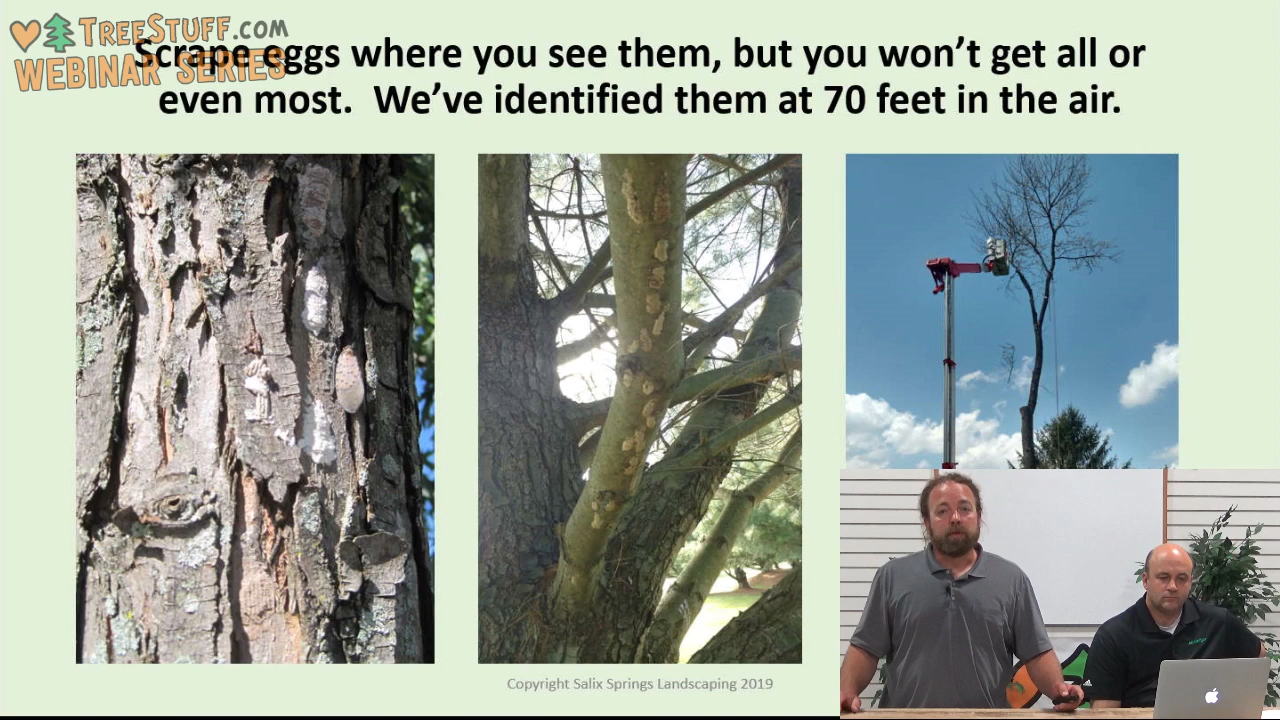 TREESTUFF.COM
WEBINAR SERIES
Scrape eggs where you see them, but you won't get all or
even most. We've identified them at 70 feet in the air.
Copyright Salix Springs Landscaping 2019